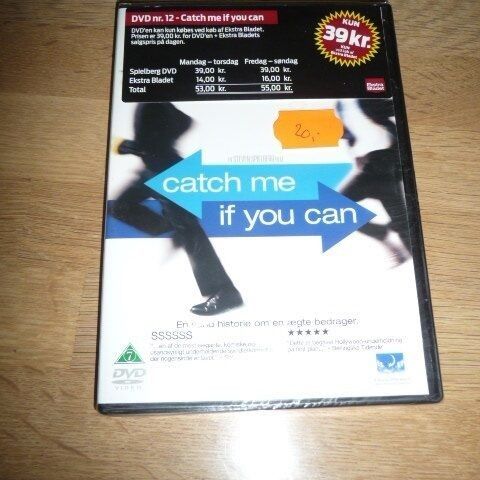 DVD nr. 12 - Catch me if you can
DVD'en kan kun købes ved køb af Ekstra Bladet.
Prisen er 39,00 kr. for DVD'en + Ekstra Bladets
salgspris på dagen.
KUN
39 kr.
KUN
Mandag – torsdag Fredag – søndag
Spielberg DVD 39,00 kr. 39,00 kr.
Ekstra Bladet 14,00 kr. 16,00 kr.
Total 53,00 kr. 55,00 kr.
Ekstra
Bladet
20,-
catch me
if you can
En historie om en ægte bedrager.
SSSSSS
★★★★★
7
DVD
VIDEO